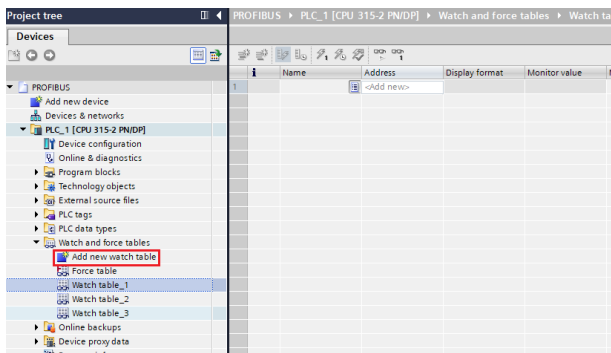 Project tree
PROFIBUS ▸ PLC_1 [CPU 315-2 PN/DP] ▸ Watch and force tables ▸ Watch
Devices
i Name Address Display format Monitor value
1 <Add new>
PROFIBUS
Add new device
Devices & networks
PLC_1 [CPU 315-2 PN/DP]
Device configuration
Online & diagnostics
Program blocks
Technology objects
External source files
PLC tags
PLC data types
Watch and force tables
Add new watch table
Force table
Watch table_1
Watch table_2
Watch table_3
Online backups
Device proxy data